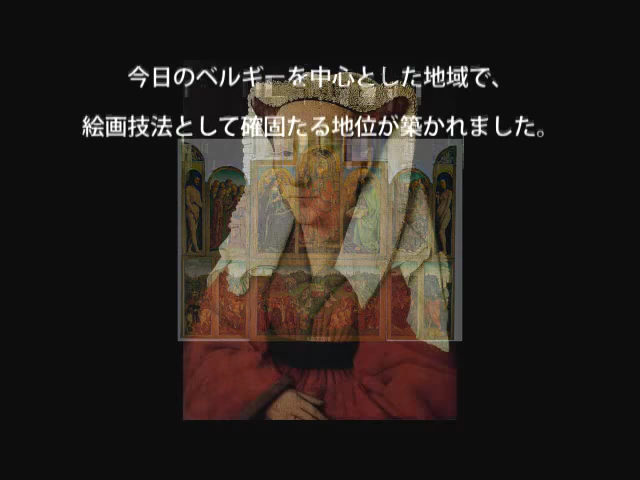 今日のベルギーを中心とした地域で、
絵画技法として確固たる地位が築かれました。